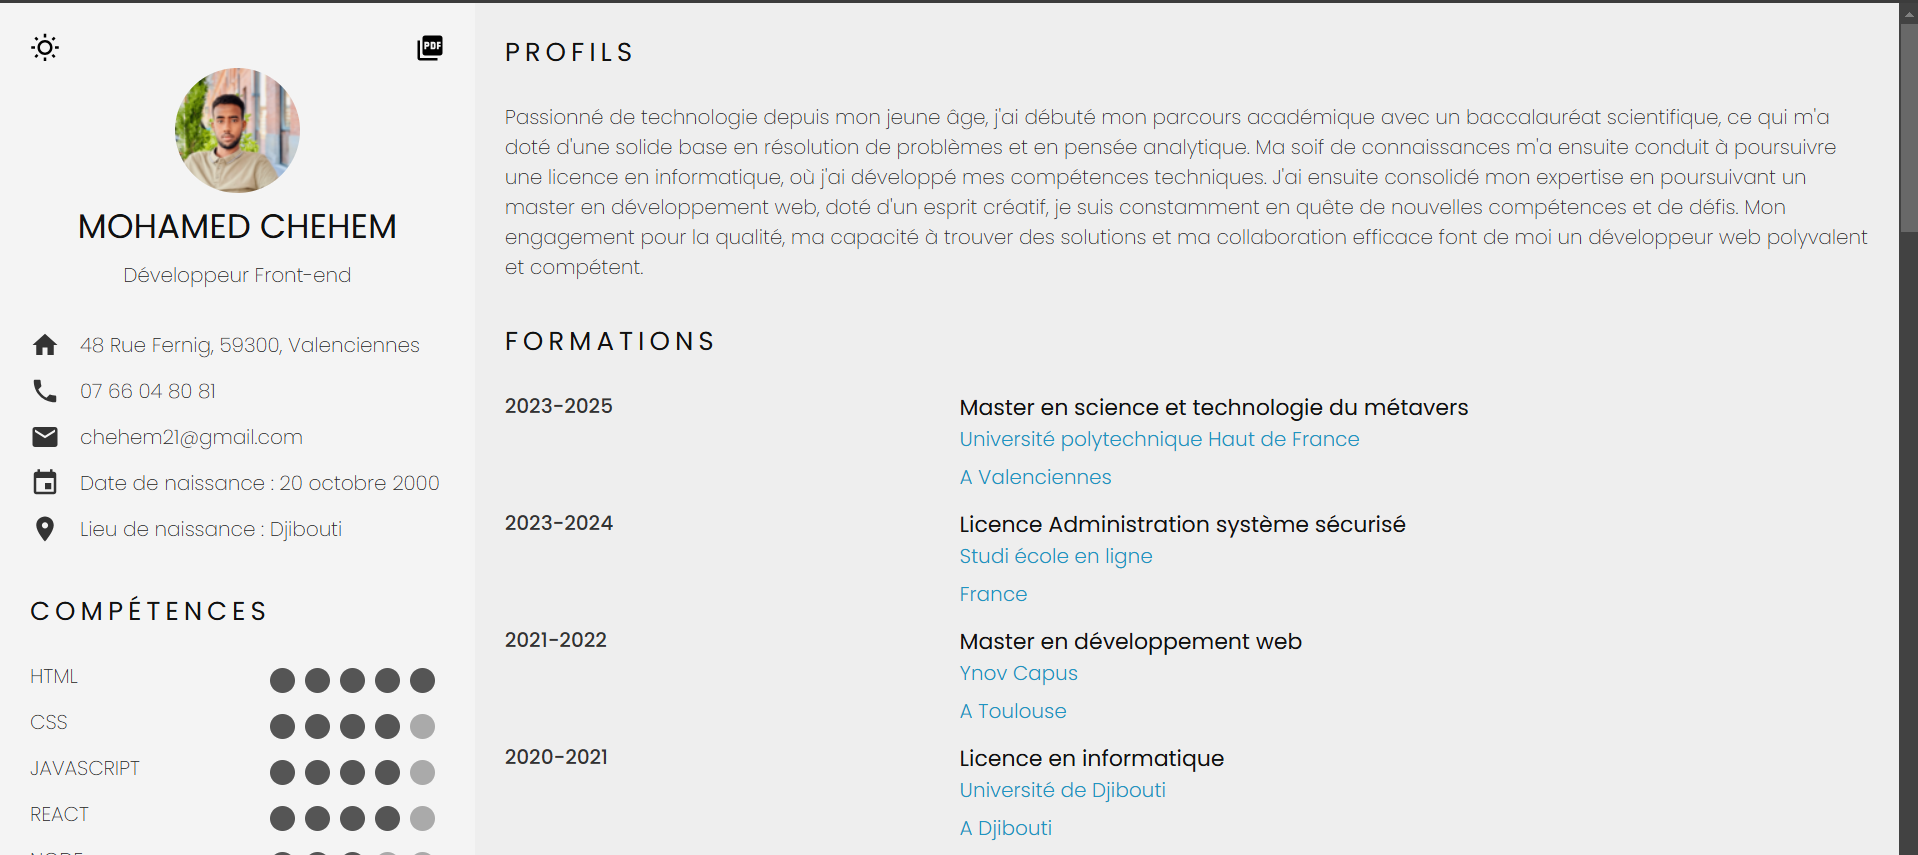 PDF
MOHAMED CHEHEM
Développeur Front-end
48 Rue Fernig, 59300, Valenciennes
07 66 04 80 81
chehem21@gmail.com
Date de naissance : 20 octobre 2000
Lieu de naissance : Djibouti
COMPÉTENCES
HTML
CSS
JAVASCRIPT
REACT
PROFILS
Passionné de technologie depuis mon jeune âge, j'ai débuté mon parcours académique avec un baccalauréat scientifique, ce qui m'a
doté d'une solide base en résolution de problèmes et en pensée analytique. Ma soif de connaissances m'a ensuite conduit à poursuivre
une licence en informatique, où j'ai développé mes compétences techniques. J'ai ensuite consolidé mon expertise en poursuivant un
master en développement web, doté d'un esprit créatif, je suis constamment en quête de nouvelles compétences et de défis. Mon
engagement pour la qualité, ma capacité à trouver des solutions et ma collaboration efficace font de moi un développeur web polyvalent
et compétent.
FORMATIONS
2023-2025
Master en science et technologie du métavers
Université polytechnique Haut de France
A Valenciennes
2023-2024
Licence Administration système sécurisé
Studi école en ligne
France
2021-2022
Master en développement web
Ynov Capus
A Toulouse
2020-2021
Licence en informatique
Université de Djibouti
A Djibouti